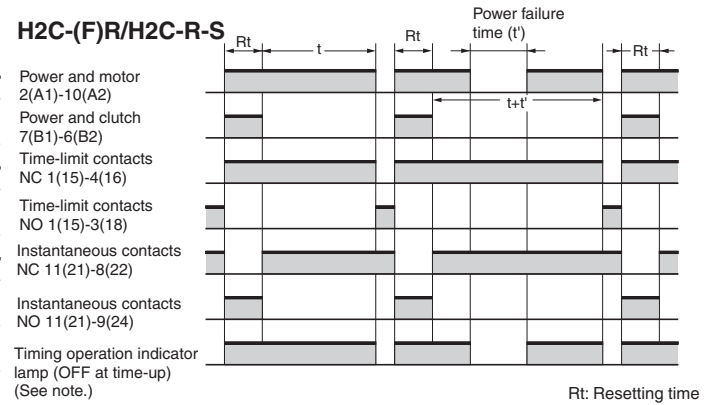 H2C-(F)R/H2C-R-S
Power failure
time (t')
Rt
t
Rt
Rt
t+t'
Power and motor
2(A1)-10(A2)
Power and clutch
7(B1)-6(B2)
Time-limit contacts
NC 1(15)-4(16)
Time-limit contacts
NO 1(15)-3(18)
Instantaneous contacts
NC 11(21)-8(22)
Instantaneous contacts
NO 11(21)-9(24)
Timing operation indicator
lamp (OFF at time-up)
(See note.)
Rt: Resetting time